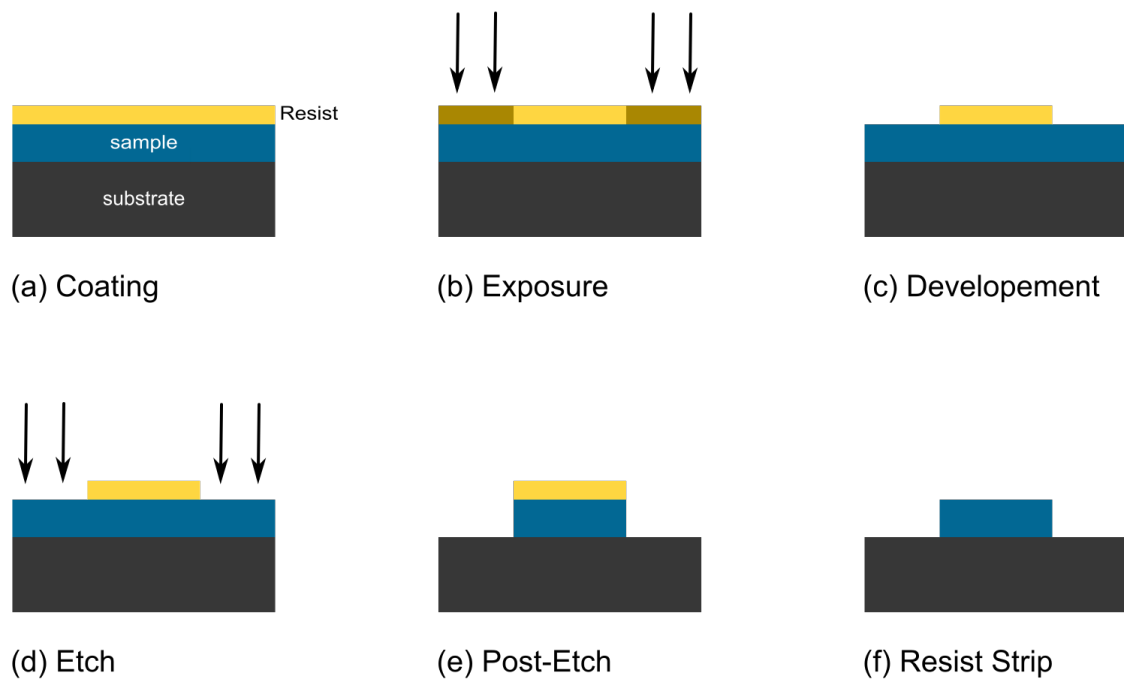 Resist
sample
substrate
(a) Coating
(b) Exposure
(c) Developement
(d) Etch
(e) Post-Etch
(f) Resist Strip